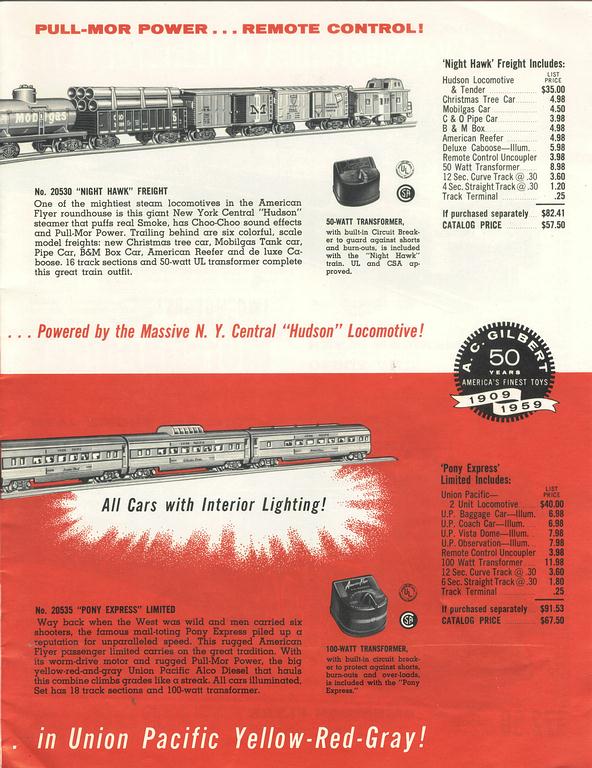 PULL-MOR POWER . . . REMOTE CONTROL!
'Night Hawk' Freight Includes:
LIST
PRICE
Hudson Locomotive
& Tender $35.00
Christmas Tree Car 4.98
Mobilgas Car 4.50
C & O Pipe Car 3.98
B & M Box 4.98
American Reefer 4.98
Deluxe Caboose—Illum. 5.98
Remote Control Uncoupler 3.98
50 Watt Transformer 8.98
12 Sec. Curve Track @ .30 3.60
4 Sec. Straight Track @ .30 1.20
Track Terminal .25
If purchased separately $82.41
CATALOG PRICE $57.50
Mobilgas
M
No. 20530 "NIGHT HAWK" FREIGHT
One of the mightiest steam locomotives in the American
Flyer roundhouse is this giant New York Central "Hudson"
steamer that puffs real Smoke, has Choo-Choo sound effects
and Pull-Mor Power. Trailing behind are six colorful, scale
model freights: new Christmas tree car, Mobilgas Tank car,
Pipe Car, B&M Box Car, American Reefer and de luxe Ca-
boose. 16 track sections and 50-watt UL transformer complete
this great train outfit.
UL
SA
50-WATT TRANSFORMER,
with built-in Circuit Break-
er to guard against shorts
and burn-outs, is included
with the "Night Hawk"
train. UL and CSA ap-
proved.
. . . Powered by the Massive N. Y. Central "Hudson" Locomotive!
A. C. GILBERT
50
YEARS
AMERICA'S FINEST TOYS
1909
1959
All Cars with Interior Lighting!
'Pony Express'
Limited Includes:
LIST
PRICE
Union Pacific—
2 Unit Locomotive $40.00
U.P. Baggage Car—Illum. 6.98
U.P. Coach Car—Illum. 6.98
U.P. Vista Dome—Illum. 7.98
U.P. Observation—Illum. 7.98
Remote Control Uncoupler 3.98
100 Watt Transformer 11.98
12 Sec. Curve Track @ .30 3.60
6 Sec. Straight Track @ .30 1.80
Track Terminal .25
If purchased separately $91.53
CATALOG PRICE $67.50
No. 20535 "PONY EXPRESS" LIMITED
Way back when the West was wild and men carried six
shooters, the famous mail-toting Pony Express piled up a
reputation for unparalleled speed. This rugged American
Flyer passenger limited carries on the great tradition. With
its worm-drive motor and rugged Pull-Mor Power, the big
yellow-red-and-gray Union Pacific Alco Diesel that hauls
this combine climbs grades like a streak. All cars illuminated.
Set has 18 track sections and 100-watt transformer.
UL
SA
100-WATT TRANSFORMER,
with built-in circuit break-
er to protect against shorts,
burn-outs and over-loads,
is included with the "Pony
Express."
. in Union Pacific Yellow-Red-Gray!